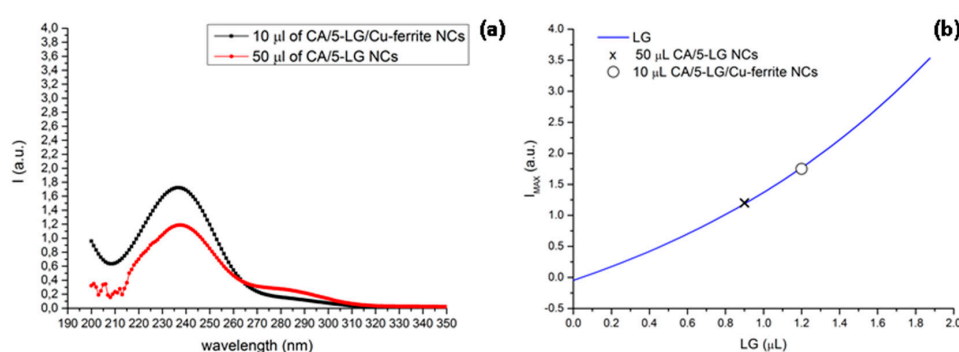 10 μl of CA/5-LG/Cu-ferrite NCs
50 μl of CA/5-LG NCs
(a)
I (a.u.)
4,0
3,8
3,6
3,4
3,2
3,0
2,8
2,6
2,4
2,2
2,0
1,8
1,6
1,4
1,2
1,0
0,8
0,6
0,4
0,2
0,0
190 200 210 220 230 240 250 260 270 280 290 300 310 320 330 340 350
wavelength (nm)
(b)
LG
50 μL CA/5-LG NCs
10 μL CA/5-LG/Cu-ferrite NCs
I MAX (a.u.)
4.0
3.5
3.0
2.5
2.0
1.5
1.0
0.5
0.0
-0.5
0.0 0.2 0.4 0.6 0.8 1.0 1.2 1.4 1.6 1.8 2.0
LG (μL)